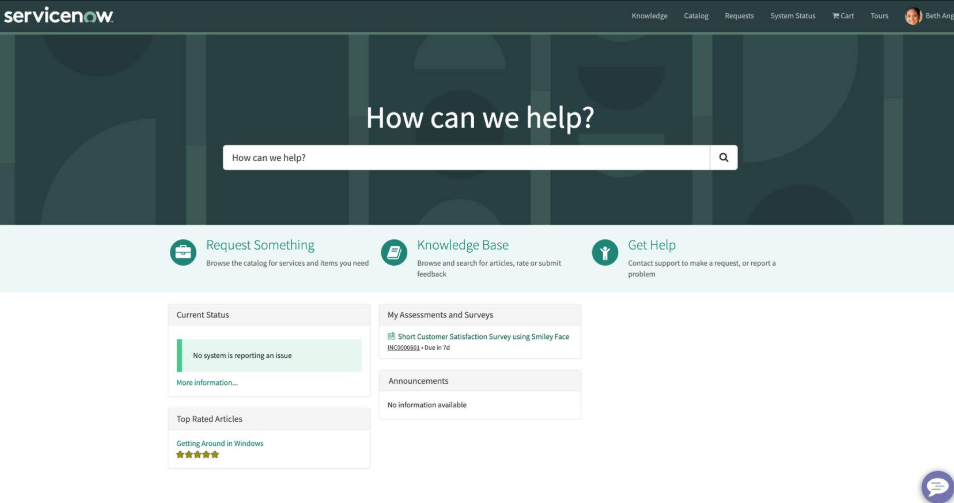 servicenow
Knowledge Catalog Requests System Status Cart Tours Beth Ang
How can we help?
How can we help?
Request Something
Browse the catalog for services and items you need
Knowledge Base
Browse and search for articles, rate or submit
feedback
Get Help
Contact support to make a request, or report a
problem
Current Status
No system is reporting an issue
More information...
Top Rated Articles
Getting Around in Windows
My Assessments and Surveys
Short Customer Satisfaction Survey using Smiley Face
INC0000601 • Due in 7d
Announcements
No information available